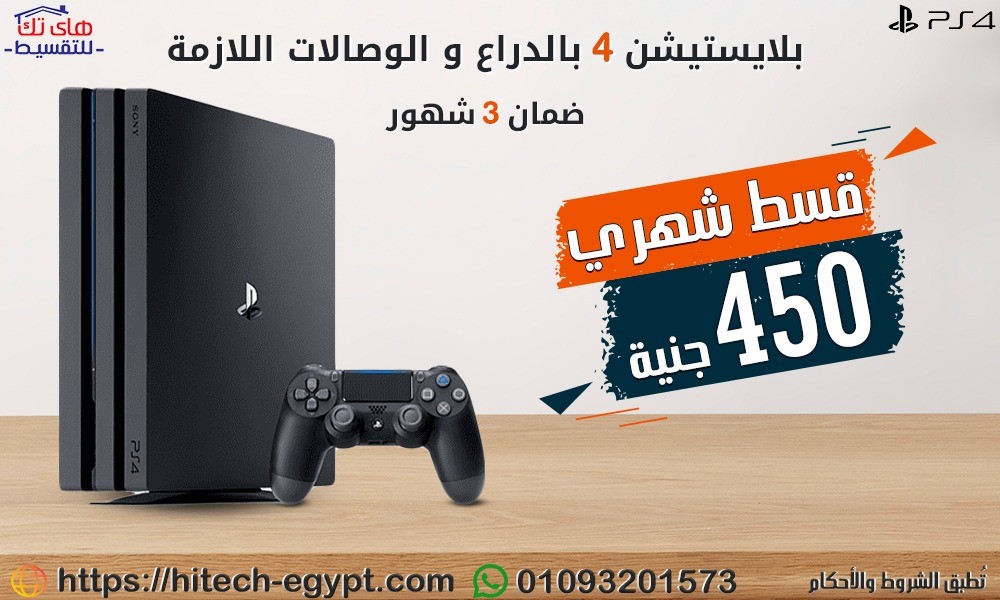 هاى تك
-للتقسيط-
PS4
بلايستيشن 4 بالدراع و الوصالات اللازمة
ضمان 3 شهور
SONY
PS4
قسط شهري
450 جنية
https://hitech-egypt.com
01093201573
تُطبق الشروط والأحكام